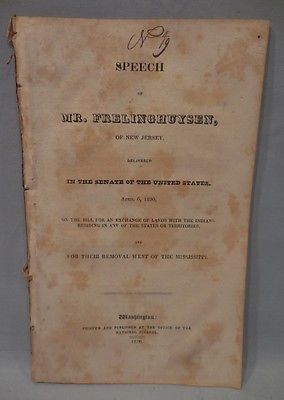 No 19
SPEECH
OF
MR. FRELINGHUYSEN,
OF NEW JERSEY,
DELIVERED
IN THE SENATE OF THE UNITED STATES,
APRIL 6, 1830,
ON THE BILL FOR AN EXCHANGE OF LANDS WITH THE INDIANS
RESIDING IN ANY OF THE STATES OR TERRITORIES,
AND
FOR THEIR REMOVAL WEST OF THE MISSISSIPPI.
Washington:
PRINTED AND PUBLISHED AT THE OFFICE OF THE
NATIONAL JOURNAL.
1830.